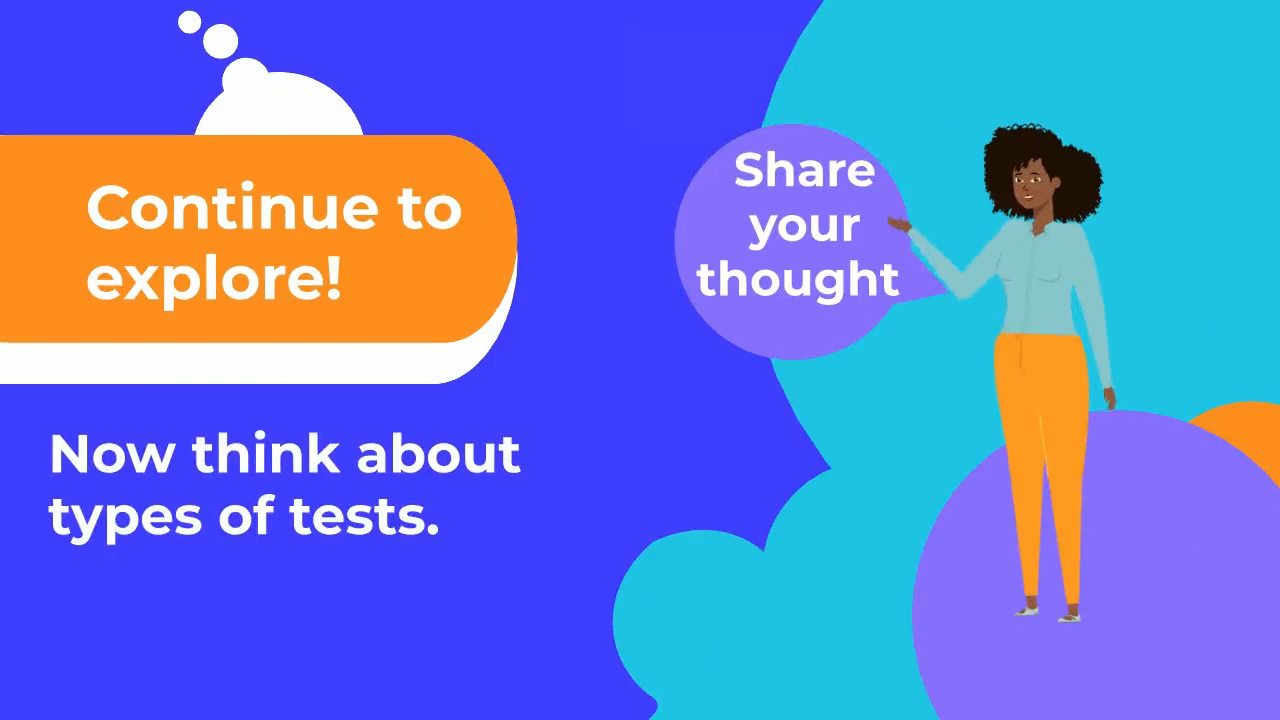 Continue to
explore!
Now think about
types of tests.
Share
your
thought